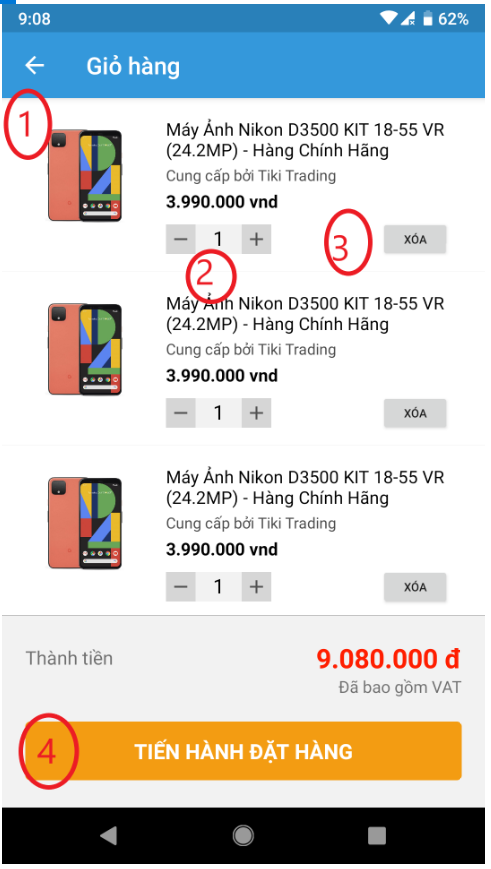 9:08 62%
Giỏ hàng
1
Máy Ảnh Nikon D3500 KIT 18-55 VR
(24.2MP) - Hàng Chính Hãng
Cung cấp bởi Tiki Trading
3.990.000 vnd
− 1 + 3 XÓA
2
Máy Ảnh Nikon D3500 KIT 18-55 VR
(24.2MP) - Hàng Chính Hãng
Cung cấp bởi Tiki Trading
3.990.000 vnd
− 1 + XÓA
Máy Ảnh Nikon D3500 KIT 18-55 VR
(24.2MP) - Hàng Chính Hãng
Cung cấp bởi Tiki Trading
3.990.000 vnd
− 1 + XÓA
Thành tiền 9.080.000 đ
Đã bao gồm VAT
4 TIẾN HÀNH ĐẶT HÀNG